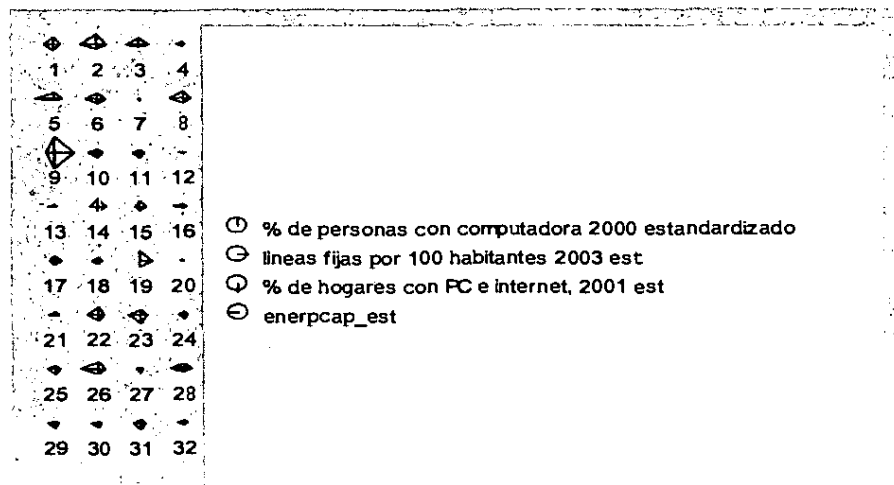 1 2 3 4
5 6 7 8
9 10 11 12
13 14 15 16
17 18 19 20
21 22 23 24
25 26 27 28
29 30 31 32
% de personas con computadora 2000 estandardizado
lineas fijas por 100 habitantes 2003 est
% de hogares con PC e internet, 2001 est
enerpcap_est